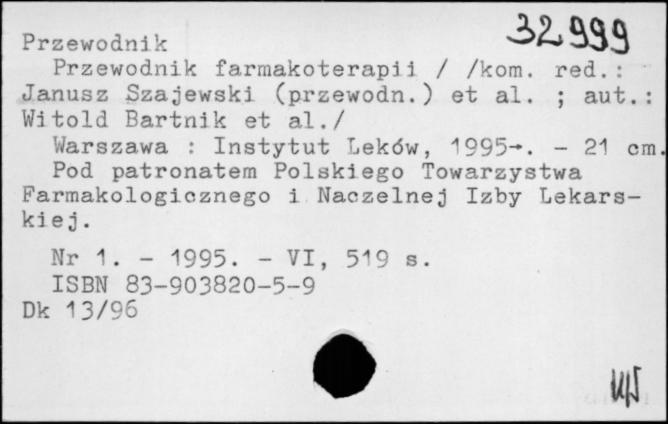 32999
Przewodnik
Przewodnik farmakoterapii / /kom. red.:
Janusz Szajewski (przewodn.) et al. ; aut.:
Witold Bartnik et al./
Warszawa : Instytut Leków, 1995→. - 21 cm.
Pod patronatem Polskiego Towarzystwa
Farmakologicznego i Naczelnej Izby Lekars-
kiej.
Nr 1. - 1995. - VI, 519 s.
ISBN 83-903820-5-9
Dk 13/96